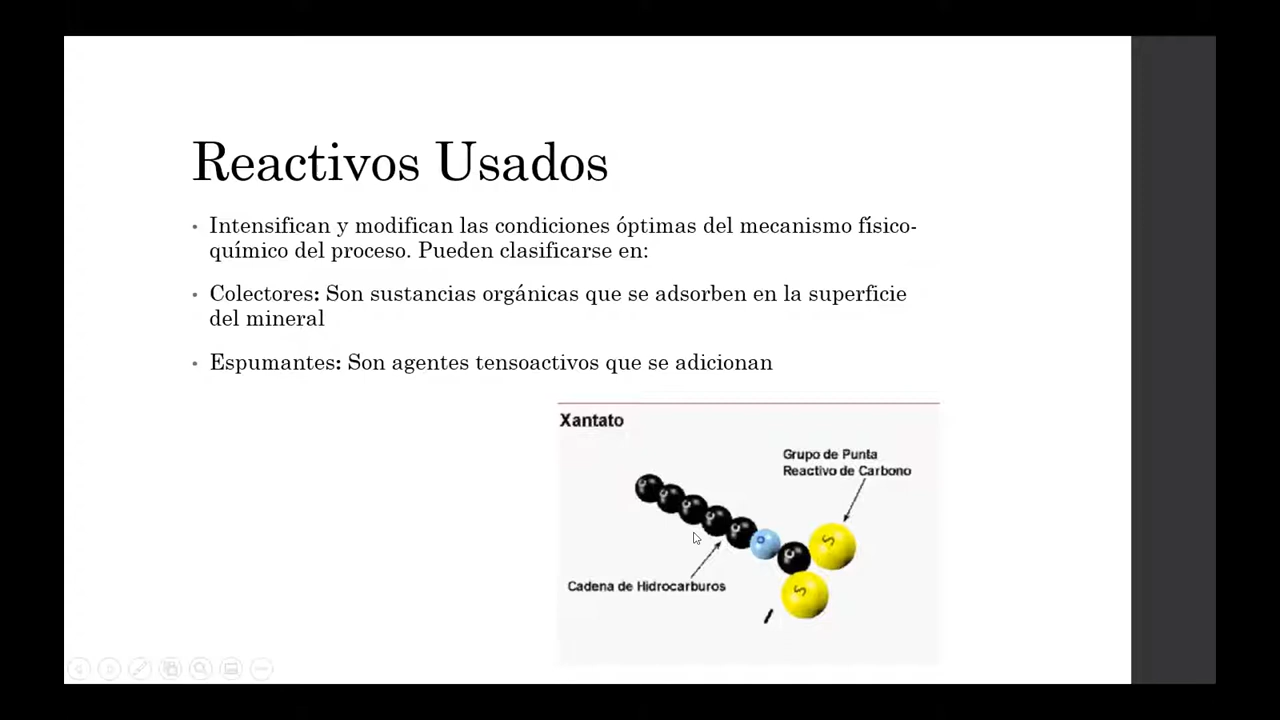 Reactivos Usados
• Intensifican y modifican las condiciones óptimas del mecanismo físico-
químico del proceso. Pueden clasificarse en:
• Colectores: Son sustancias orgánicas que se adsorben en la superficie
del mineral
• Espumantes: Son agentes tensoactivos que se adicionan
Xantato
Grupo de Punta
Reactivo de Carbono
C C C C C O C S S
Cadena de Hidrocarburos